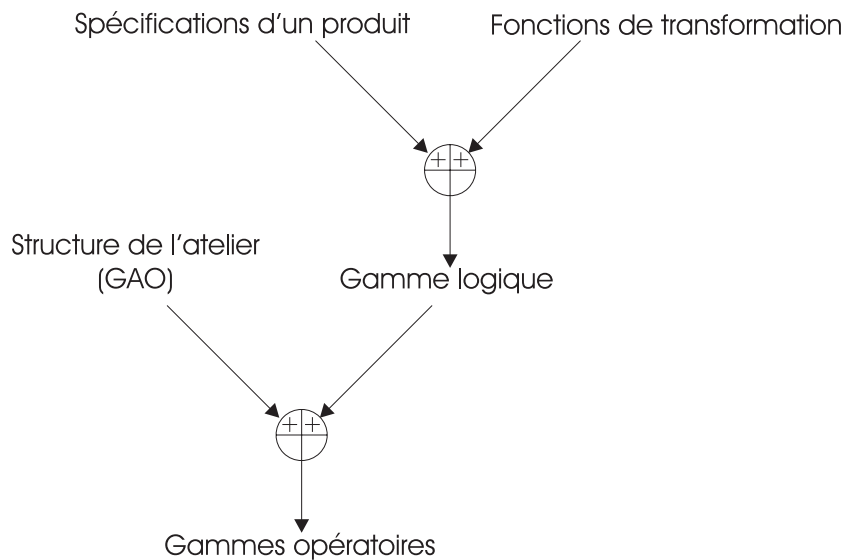 Spécifications d'un produit
Fonctions de transformation
+ +
Structure de l'atelier
(GAO)
Gamme logique
+ +
Gammes opératoires